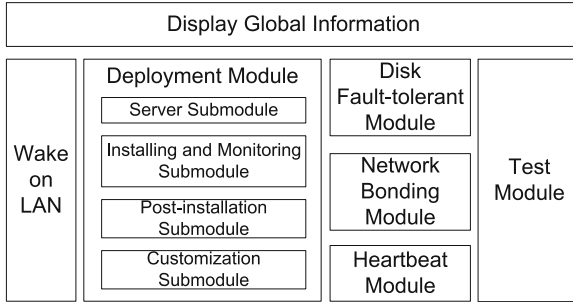 Display Global Information
Wake
on
LAN
Deployment Module
Server Submodule
Installing and Monitoring
Submodule
Post-installation
Submodule
Customization
Submodule
Disk
Fault-tolerant
Module
Network
Bonding
Module
Heartbeat
Module
Test
Module